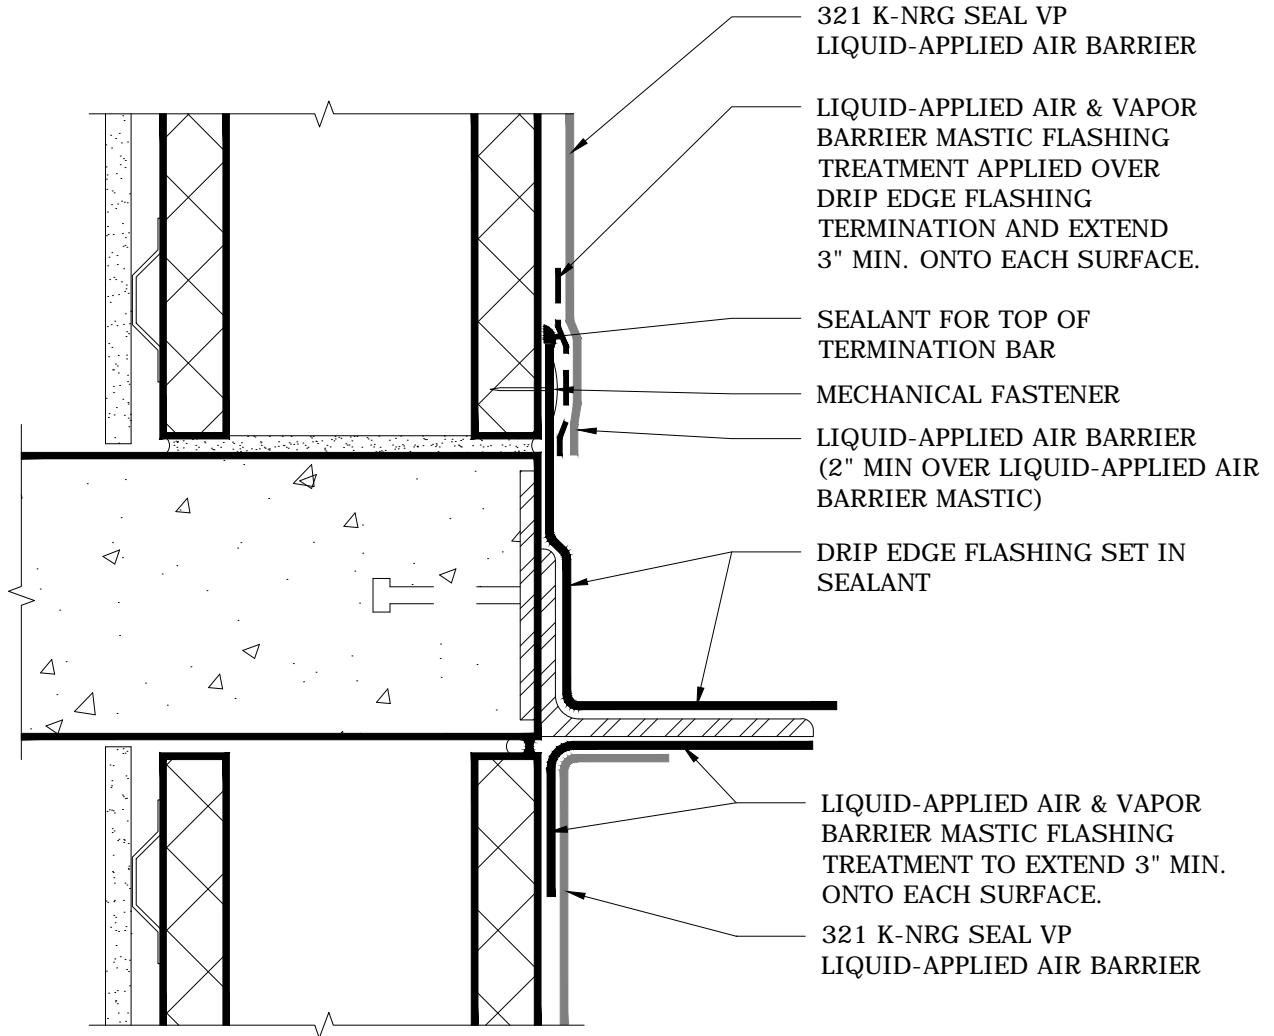 321 K-NRG SEAL VP
LIQUID-APPLIED AIR BARRIER
LIQUID-APPLIED AIR & VAPOR
BARRIER MASTIC FLASHING
TREATMENT APPLIED OVER
DRIP EDGE FLASHING
TERMINATION AND EXTEND
3" MIN. ONTO EACH SURFACE.
SEALANT FOR TOP OF
TERMINATION BAR
MECHANICAL FASTENER
LIQUID-APPLIED AIR BARRIER
(2" MIN OVER LIQUID-APPLIED AIR
BARRIER MASTIC)
DRIP EDGE FLASHING SET IN
SEALANT
LIQUID-APPLIED AIR & VAPOR
BARRIER MASTIC FLASHING
TREATMENT TO EXTEND 3" MIN.
ONTO EACH SURFACE.
321 K-NRG SEAL VP
LIQUID-APPLIED AIR BARRIER